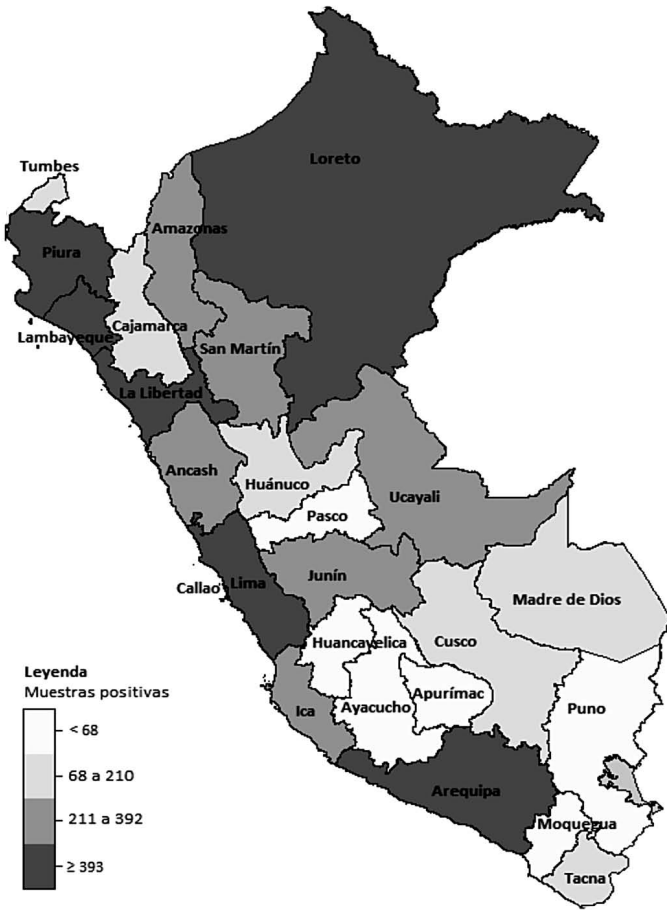 Loreto
Tumbes
Amazonas
Piura
Cajamarca
Lambayeque
San Martín
La Libertad
Ancash
Huánuco
Ucayali
Pasco
Junín
Callao
Lima
Madre de Dios
Huancavelica
Cusco
Ica
Ayacucho
Apurímac
Puno
Arequipa
Moquegua
Tacna
Leyenda
Muestras positivas
< 68
68 a 210
211 a 392
≥ 393